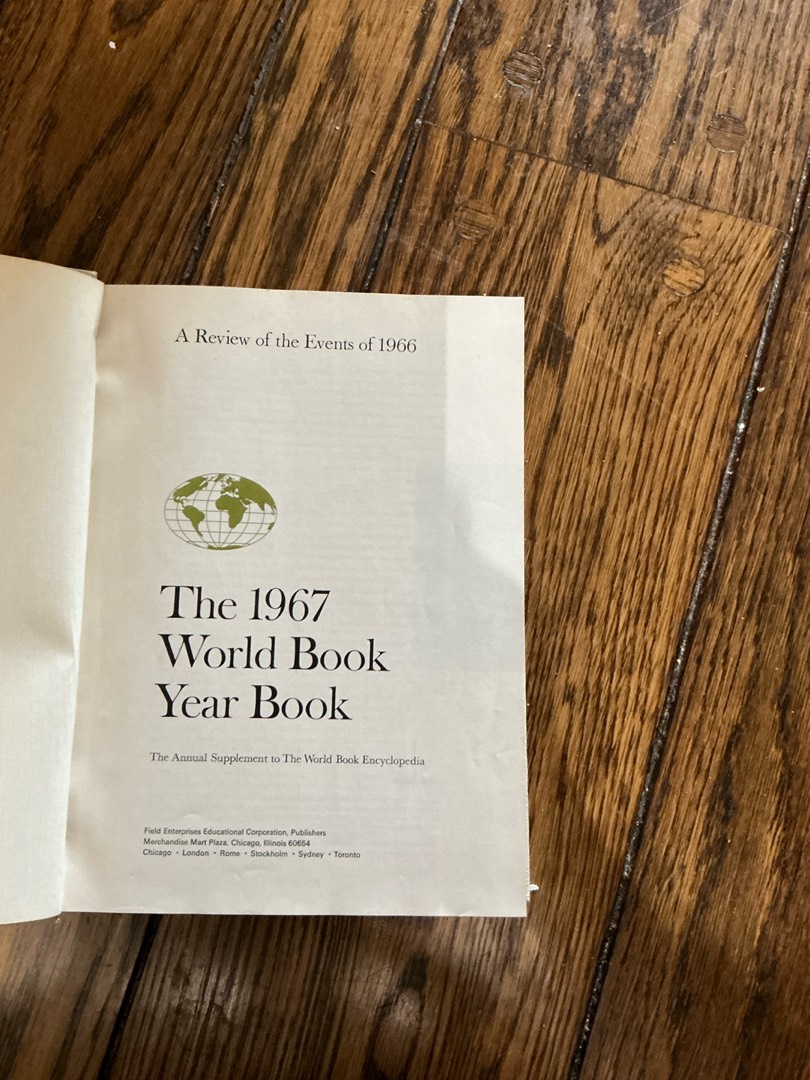 A Review of the Events of 1966
The 1967
World Book
Year Book
The Annual Supplement to The World Book Encyclopedia
Field Enterprises Educational Corporation, Publishers
Merchandise Mart Plaza, Chicago, Illinois 60654
Chicago • London • Rome • Stockholm • Sydney • Toronto